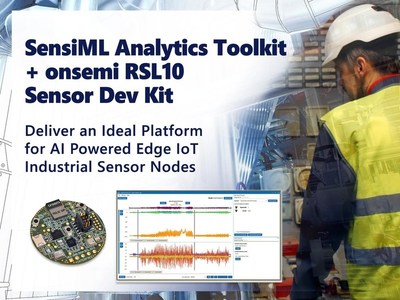 SensiML Analytics Toolkit
+ onsemi RSL10
Sensor Dev Kit
Deliver an Ideal Platform
for AI Powered Edge IoT
Industrial Sensor Nodes